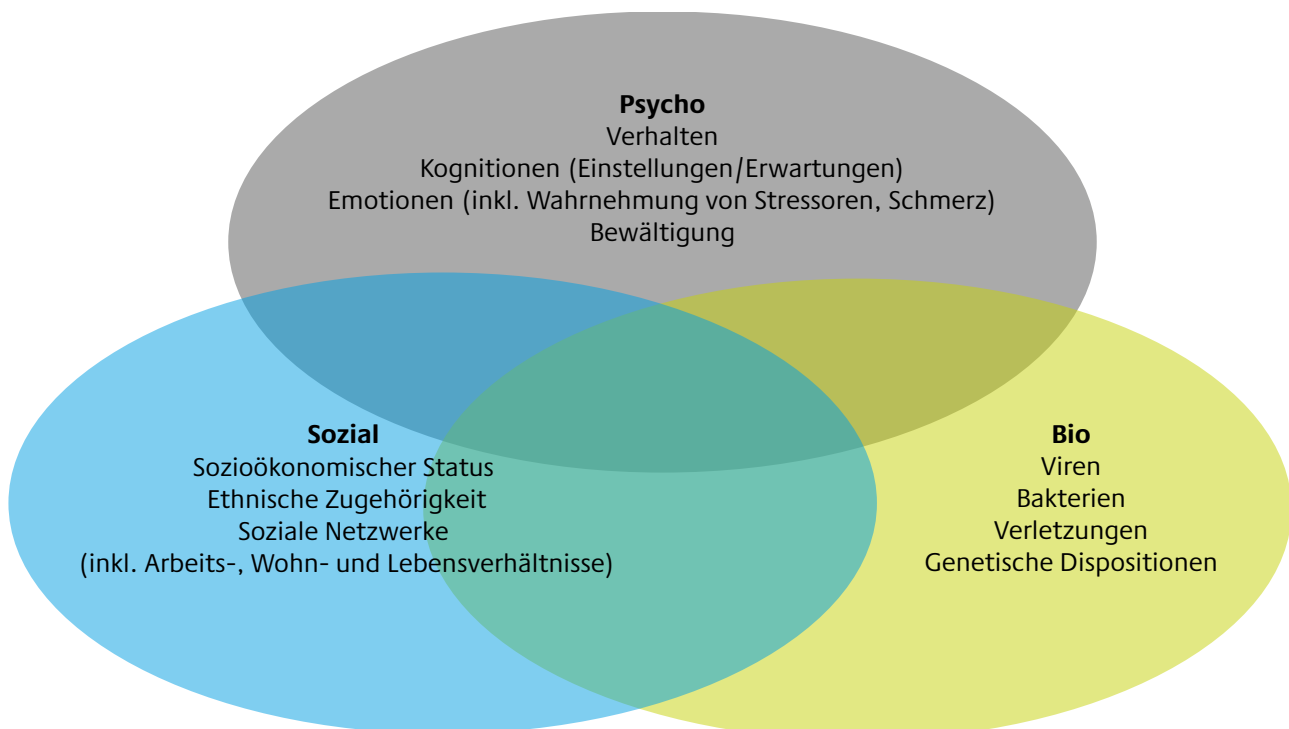 Psycho
Verhalten
Kognitionen (Einstellungen/Erwartungen)
Emotionen (inkl. Wahrnehmung von Stressoren, Schmerz)
Bewältigung
Sozial
Sozioökonomischer Status
Ethnische Zugehörigkeit
Soziale Netzwerke
(inkl. Arbeits-, Wohn- und Lebensverhältnisse)
Bio
Viren
Bakterien
Verletzungen
Genetische Dispositionen